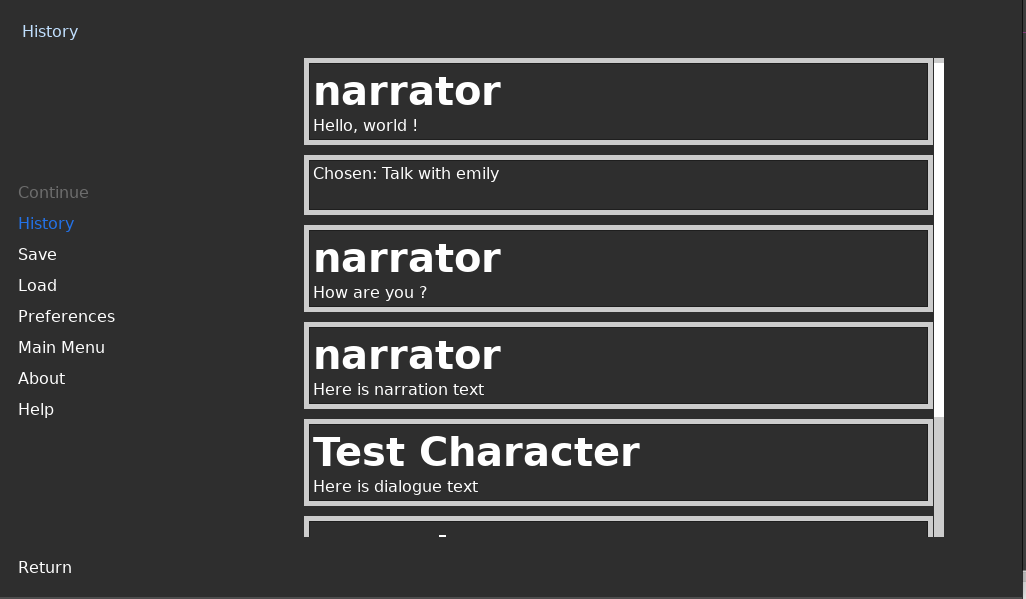 History
Continue
History
Save
Load
Preferences
Main Menu
About
Help
Return
narrator
Hello, world !
Chosen: Talk with emily
narrator
How are you ?
narrator
Here is narration text
Test Character
Here is dialogue text